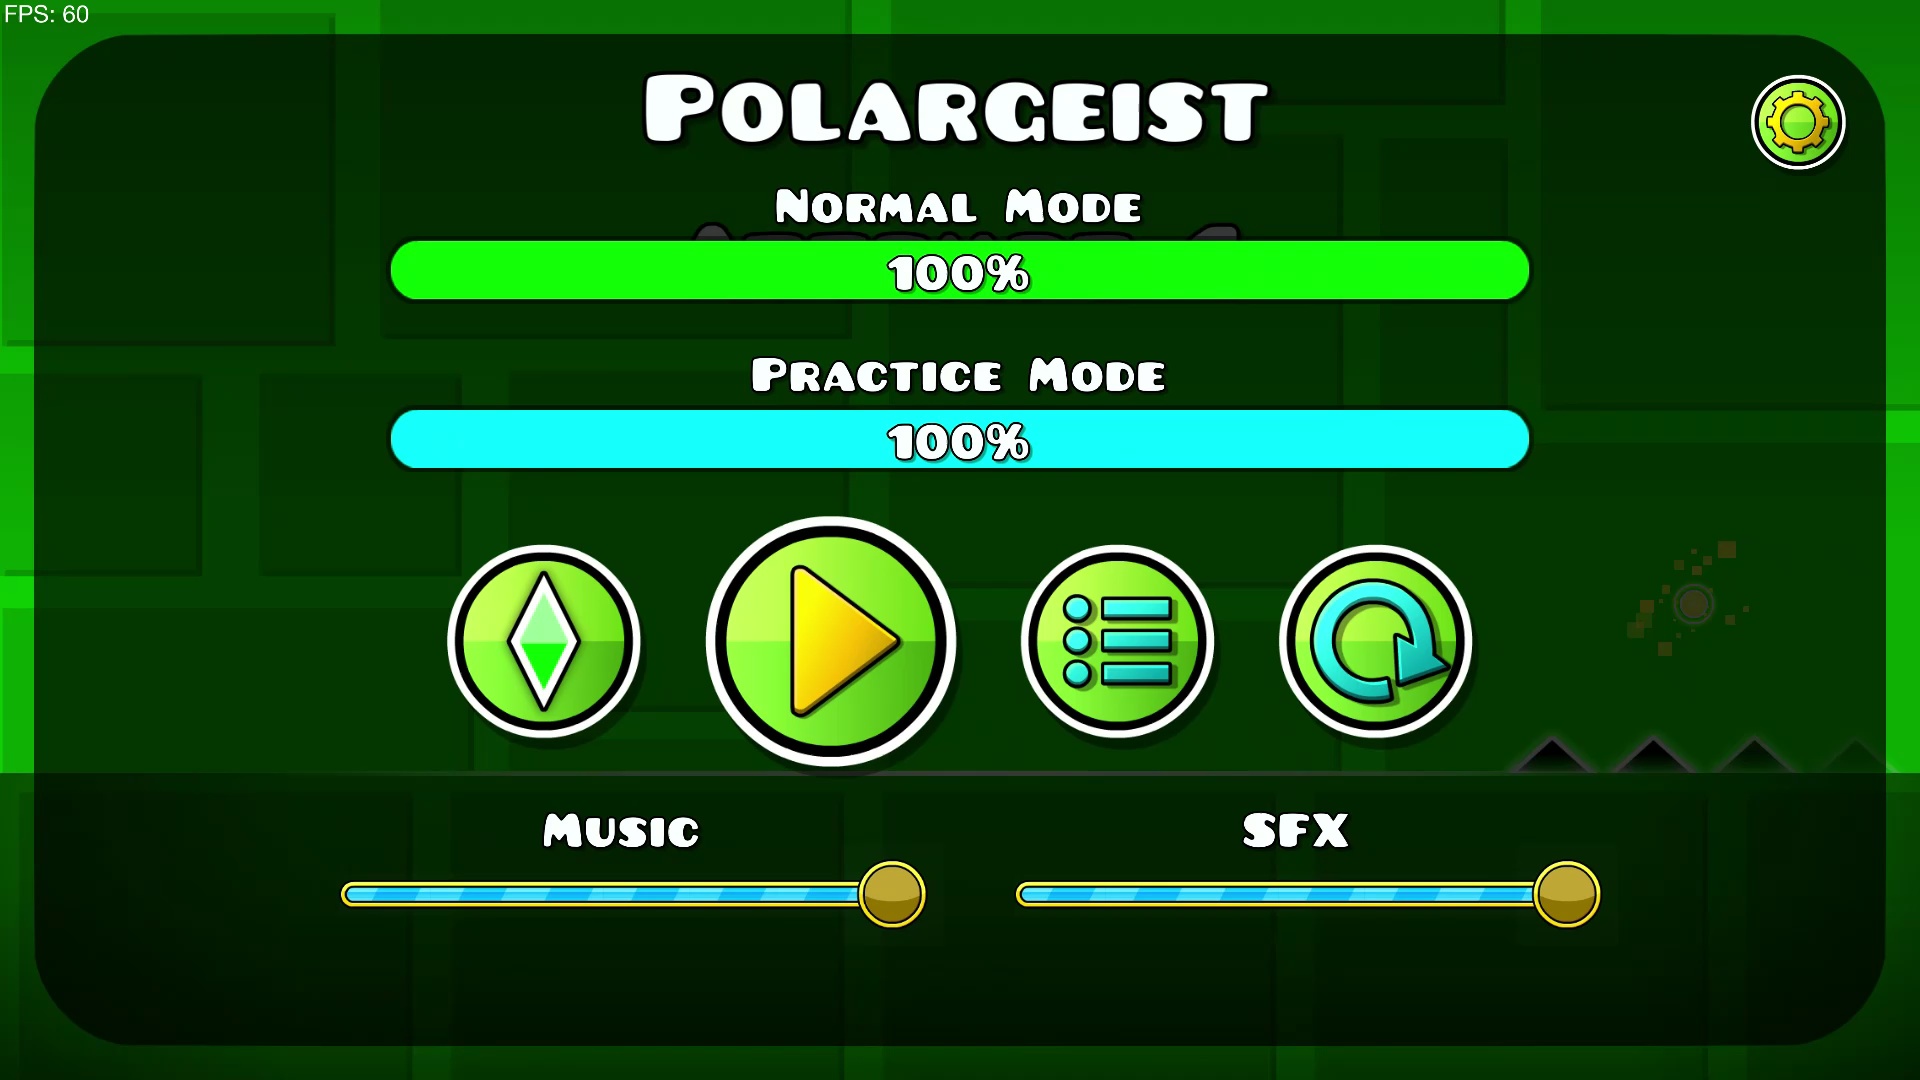 FPS: 60
Polargeist
Normal Mode
100%
Practice Mode
100%
Music
SFX